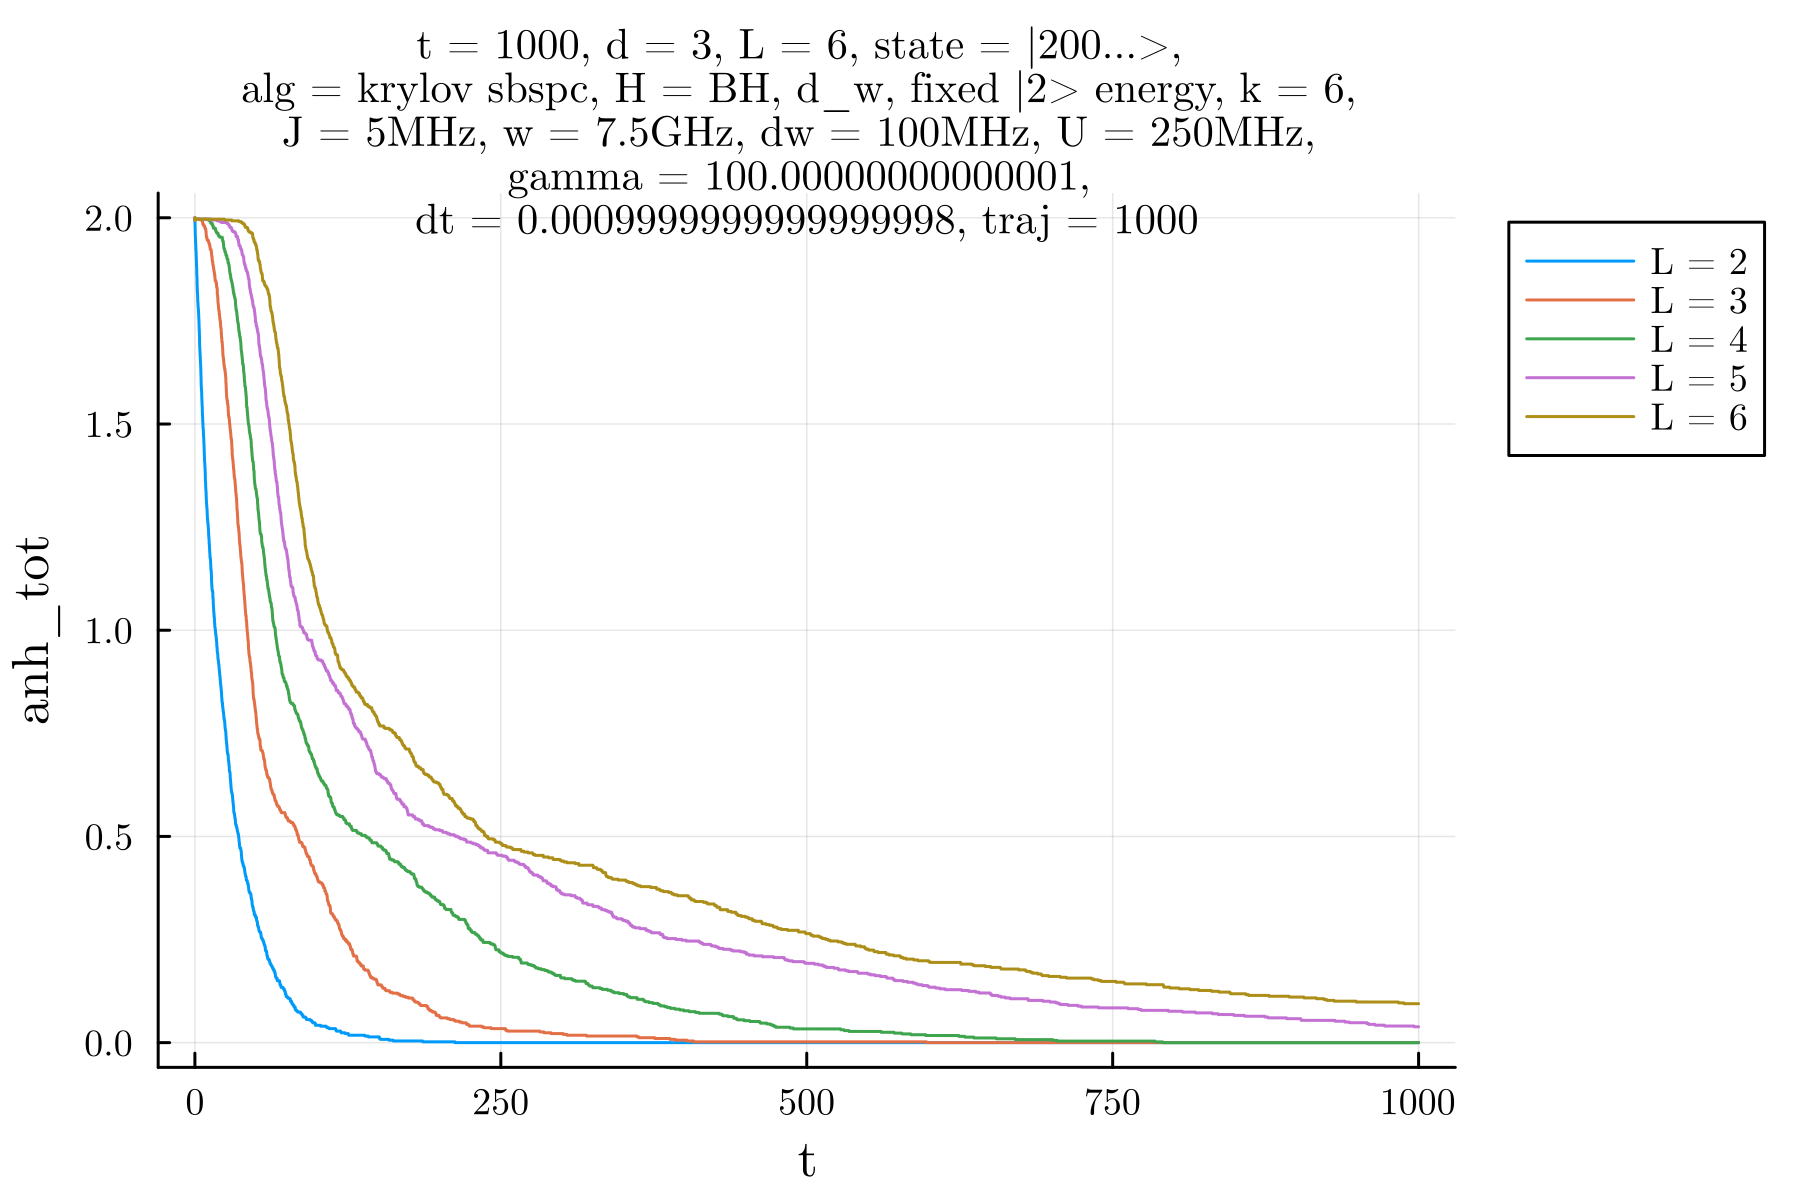 t = 1000, d = 3, L = 6, state = |200...>,
alg = krylov sbspc, H = BH, d_w, fixed |2> energy, k = 6,
J = 5MHz, w = 7.5GHz, dw = 100MHz, U = 250MHz,
gamma = 100.00000000000001,
dt = 0.0009999999999999998, traj = 1000
L = 2
L = 3
L = 4
L = 5
L = 6
anh_tot
2.0
1.5
1.0
0.5
0.0
0
250
500
750
1000
t